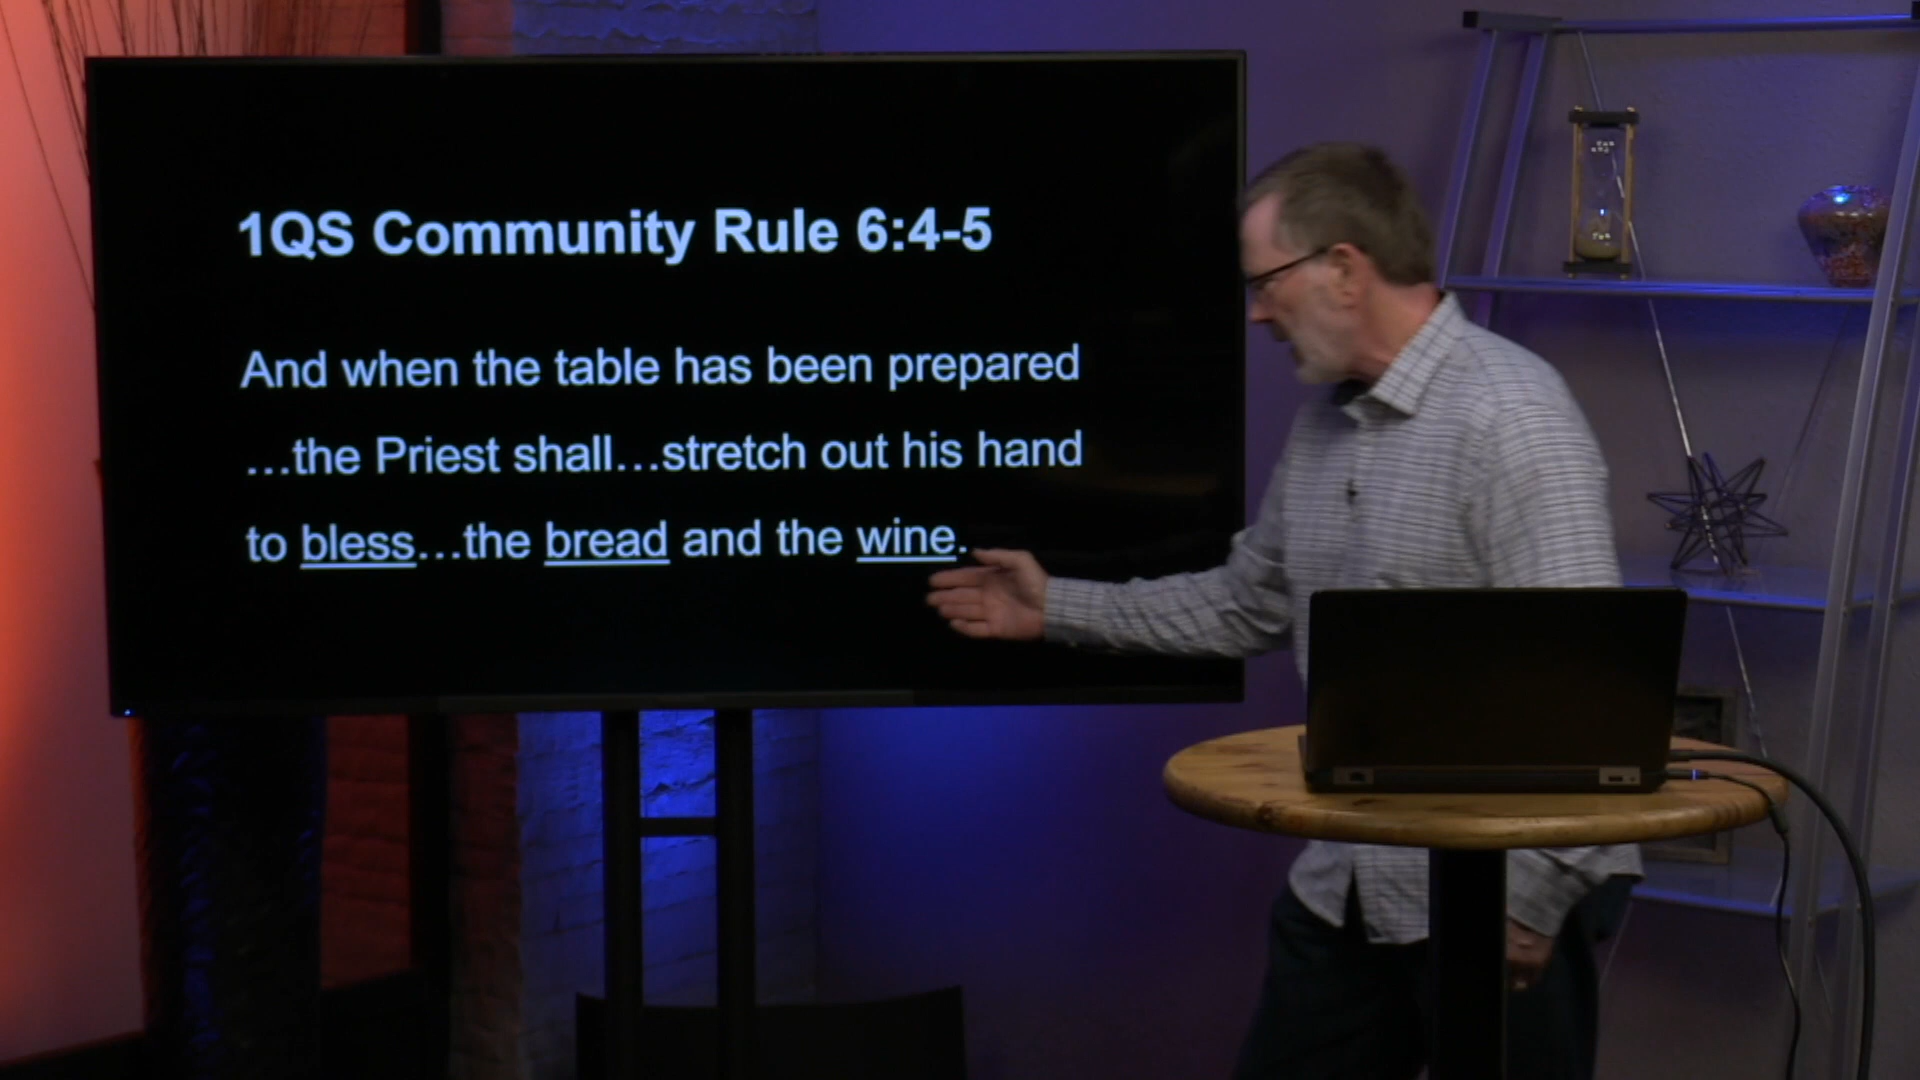 1QS Community Rule 6:4-5
And when the table has been prepared
…the Priest shall…stretch out his hand
to bless…the bread and the wine.